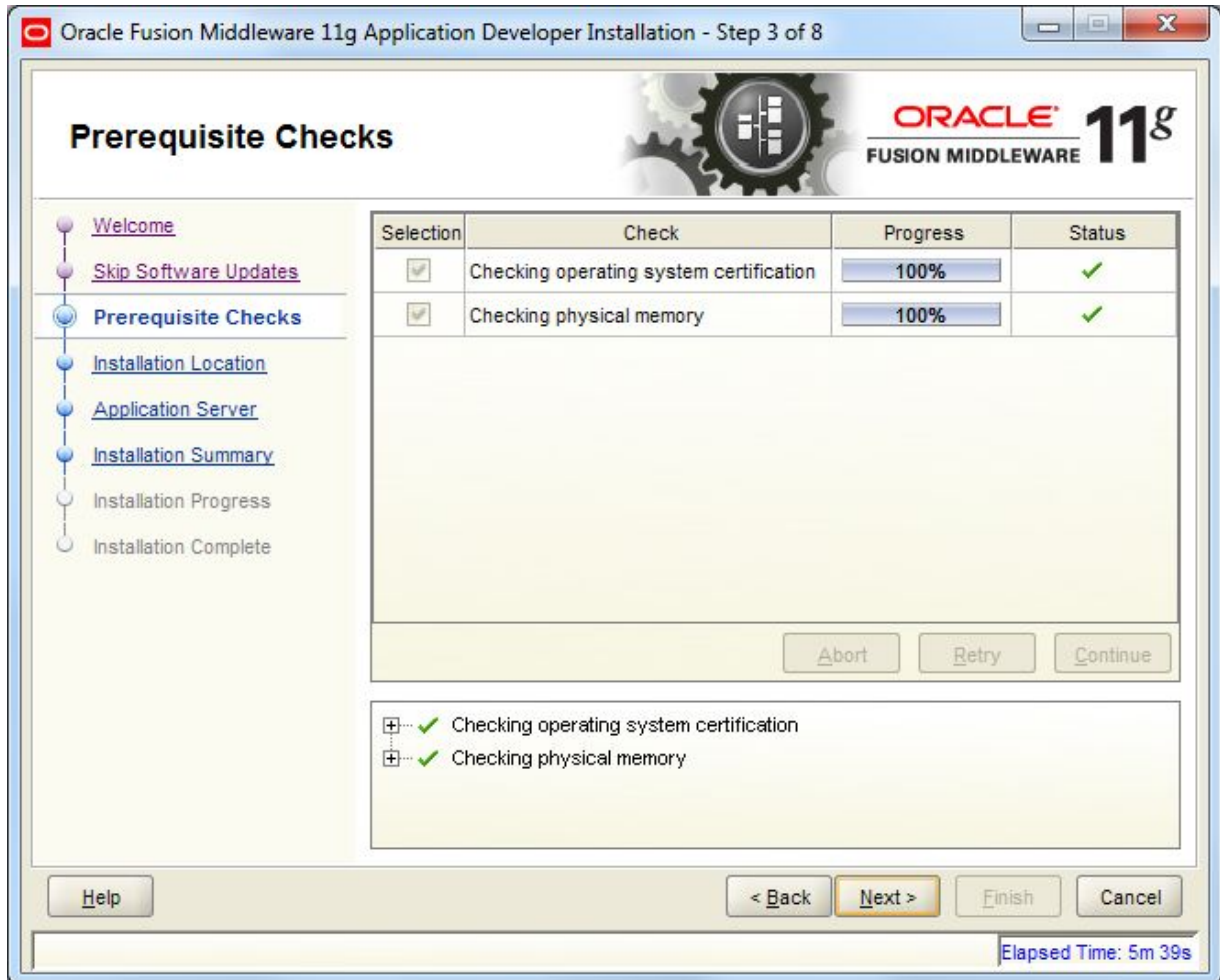 Oracle Fusion Middleware 11g Application Developer Installation - Step 3 of 8
Prerequisite Checks
ORACLE®
FUSION MIDDLEWARE 11g
Welcome
Skip Software Updates
Prerequisite Checks
Installation Location
Application Server
Installation Summary
Installation Progress
Installation Complete
Selection Check Progress Status
Checking operating system certification 100%
Checking physical memory 100%
Abort Retry Continue
Checking operating system certification
Checking physical memory
Help < Back Next > Finish Cancel
Elapsed Time: 5m 39s